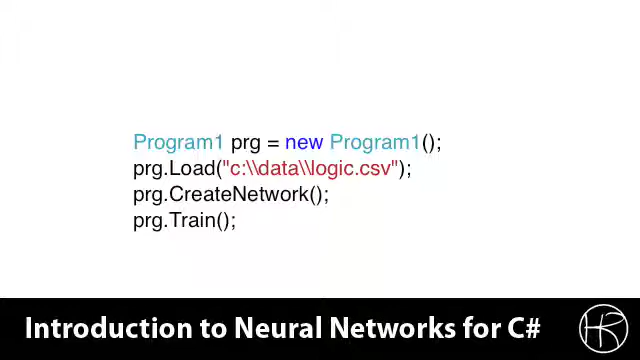 Program1 prg = new Program1();
prg.Load("c:\\data\\logic.csv");
prg.CreateNetwork();
prg.Train();
Introduction to Neural Networks for C#